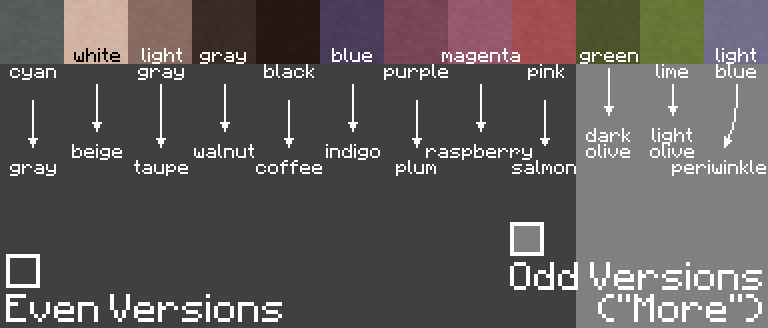 cyan
white
light
gray
gray
black
blue
purple
magenta
pink
green
lime
light
blue
gray
beige
taupe
walnut
coffee
indigo
plum
raspberry
salmon
dark
olive
light
olive
periwinkle
Even Versions
Odd Versions
("More")